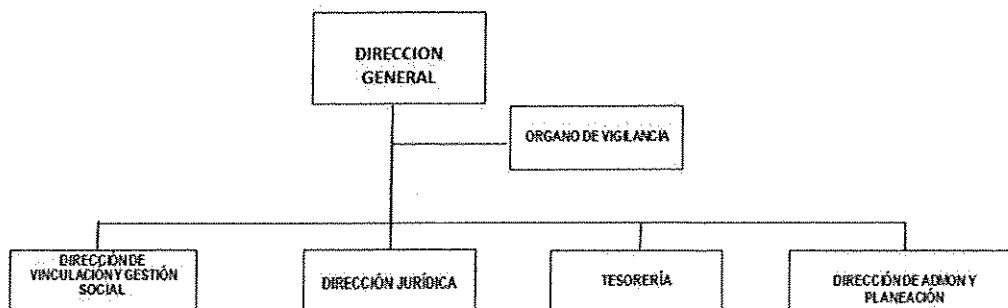 DIRECCION
GENERAL
ORGANO DE VIGILANCIA
DIRECCIÓN DE
VINCULACIÓN Y GESTIÓN
SOCIAL
DIRECCIÓN JURÍDICA
TESORERÍA
DIRECCIÓN DE ADMON Y
PLANEACIÓN